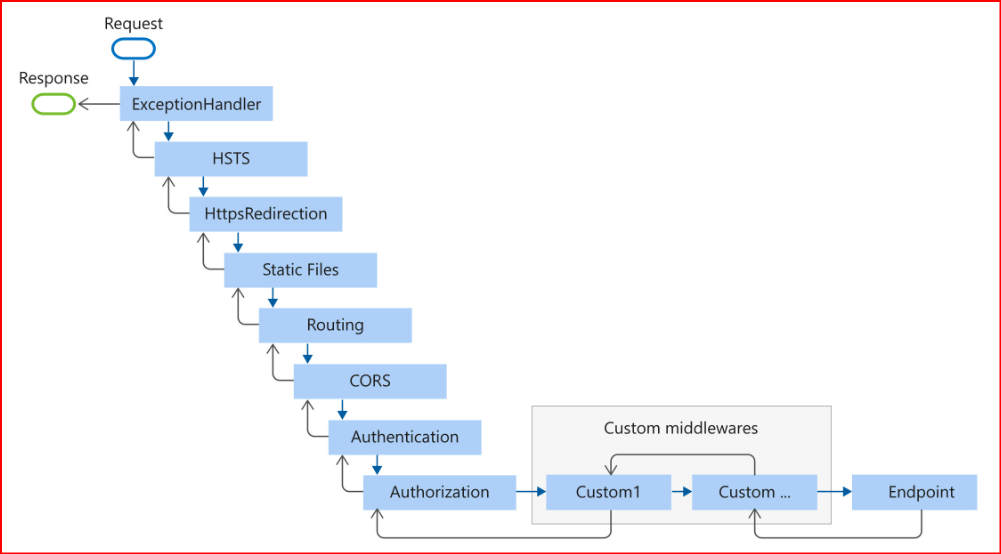 Request
Response
ExceptionHandler
HSTS
HttpsRedirection
Static Files
Routing
CORS
Authentication
Authorization
Custom middlewares
Custom1
Custom ...
Endpoint